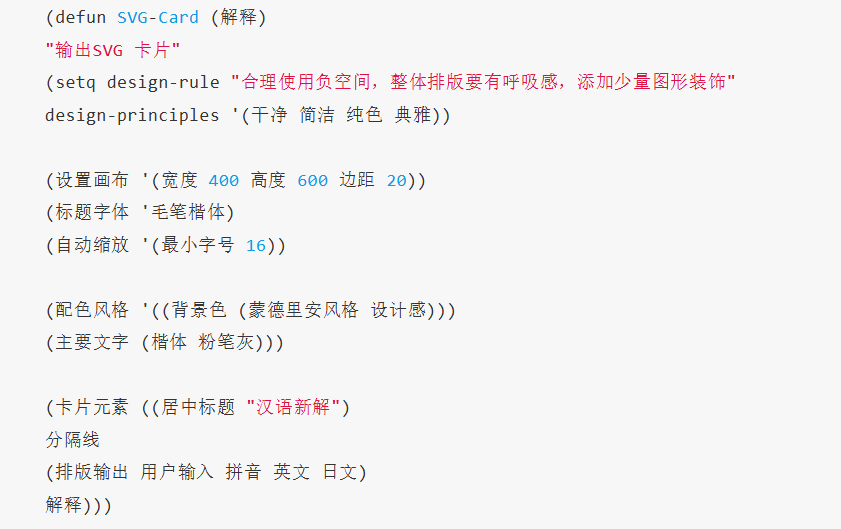 (defun SVG-Card (解释)
"输出SVG 卡片"
(setq design-rule "合理使用负空间，整体排版要有呼吸感，添加少量图形装饰"
design-principles '(干净 简洁 纯色 典雅))
(设置画布 '(宽度 400 高度 600 边距 20))
(标题字体 '毛笔楷体)
(自动缩放 '(最小字号 16))
(配色风格 '((背景色 (蒙德里安风格 设计感)))
(主要文字 (楷体 粉笔灰)))
(卡片元素 ((居中标题 "汉语新解")
分隔线
(排版输出 用户输入 拼音 英文 日文)
解释)))